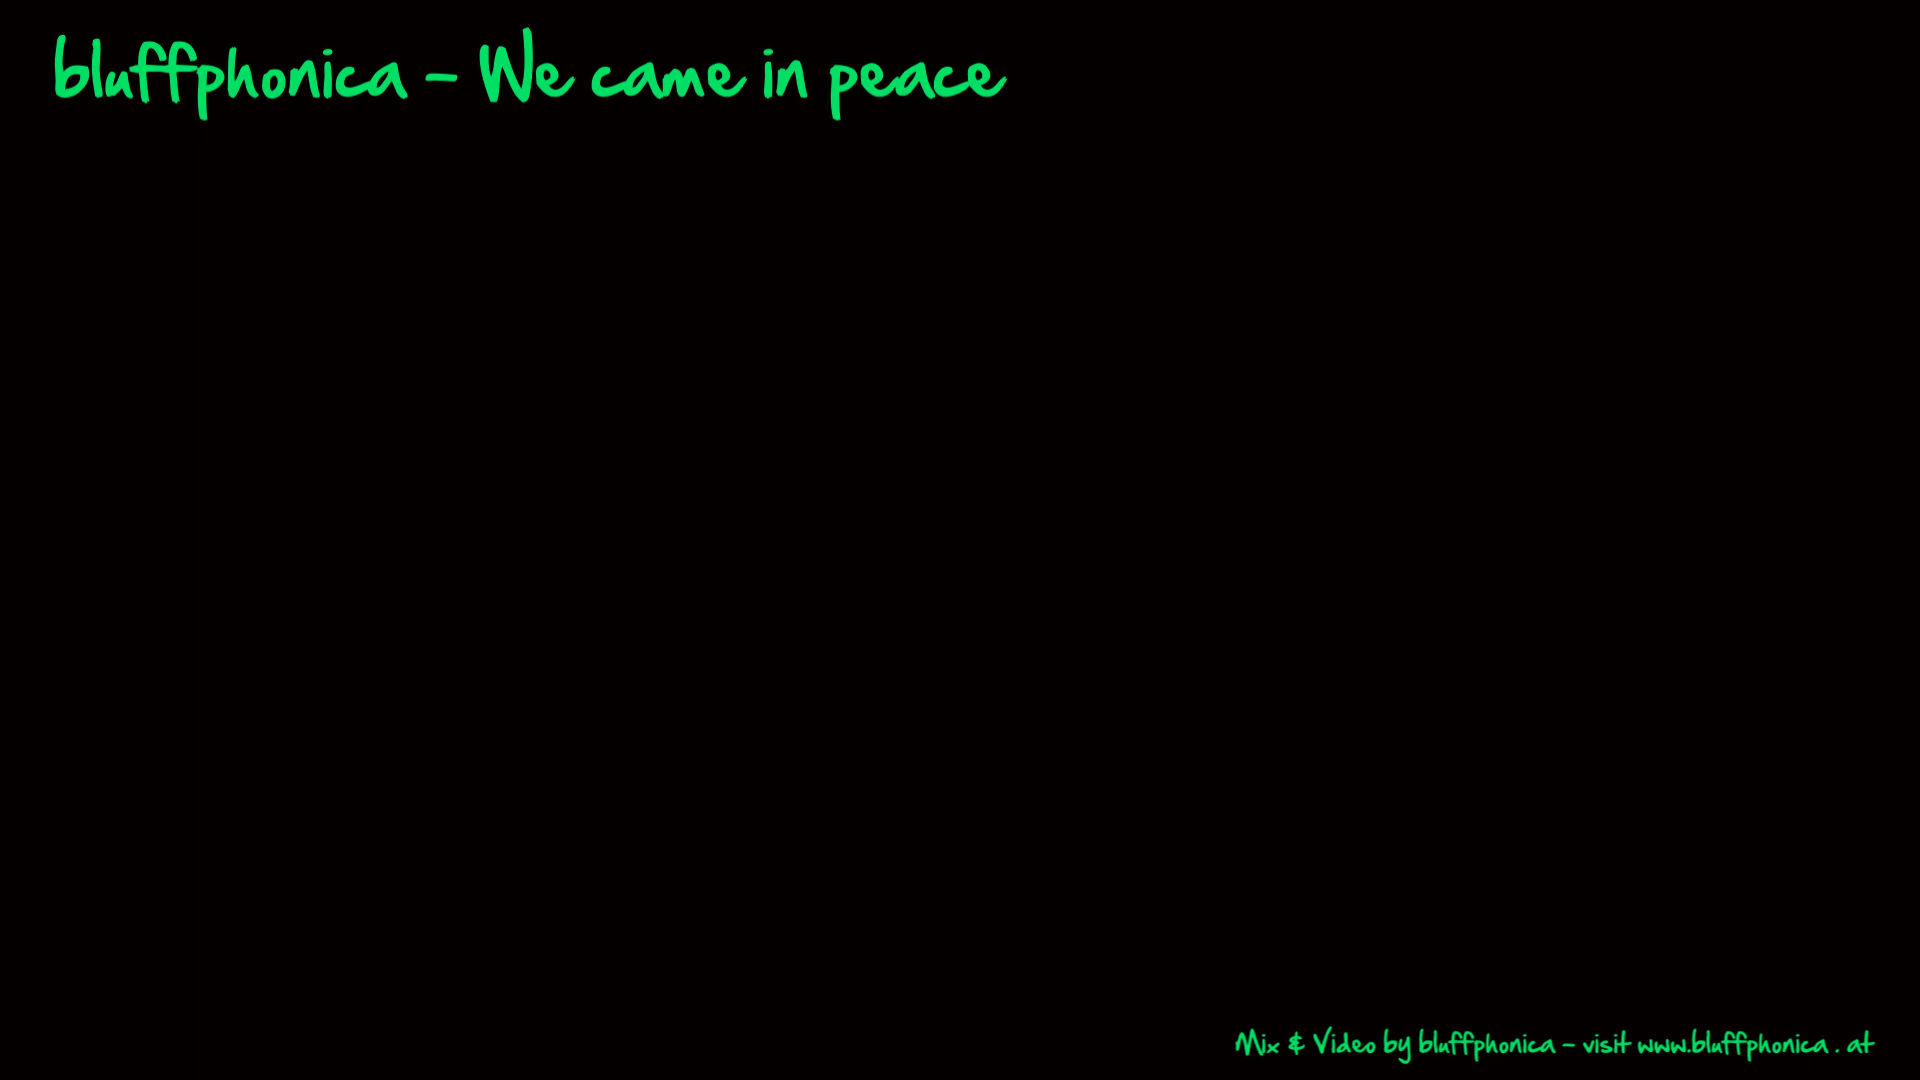 bluffphonica - We came in peace
Mix & Video by bluffphonica - visit www.bluffphonica . at